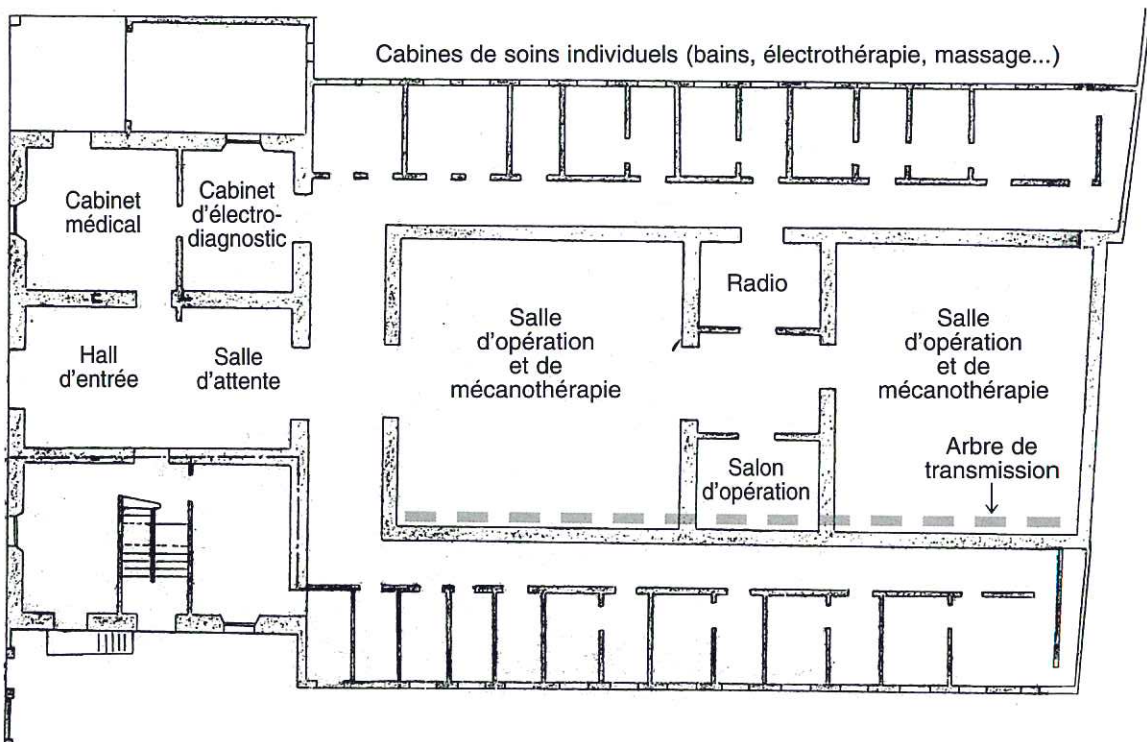 Cabines de soins individuels (bains, électrothérapie, massage...)
Cabinet
médical
Cabinet
d'électro-
diagnostic
Radio
Hall
d'entrée
Salle
d'attente
Salle
d'opération
et de
mécanothérapie
Salle
d'opération
et de
mécanothérapie
Salon
d'opération
Arbre de
transmission